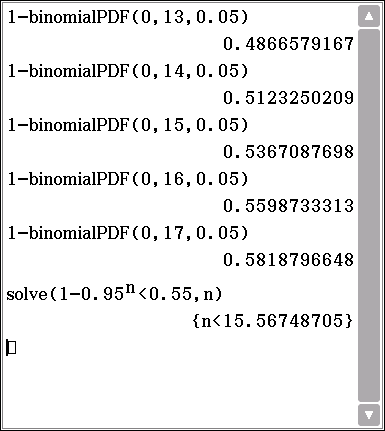 1-binomialPDF(0,13,0.05)
0.4866579167
1-binomialPDF(0,14,0.05)
0.5123250209
1-binomialPDF(0,15,0.05)
0.5367087698
1-binomialPDF(0,16,0.05)
0.5598733313
1-binomialPDF(0,17,0.05)
0.5818796648
solve(1-0.95ⁿ<0.55,n)
{n<15.56748705}